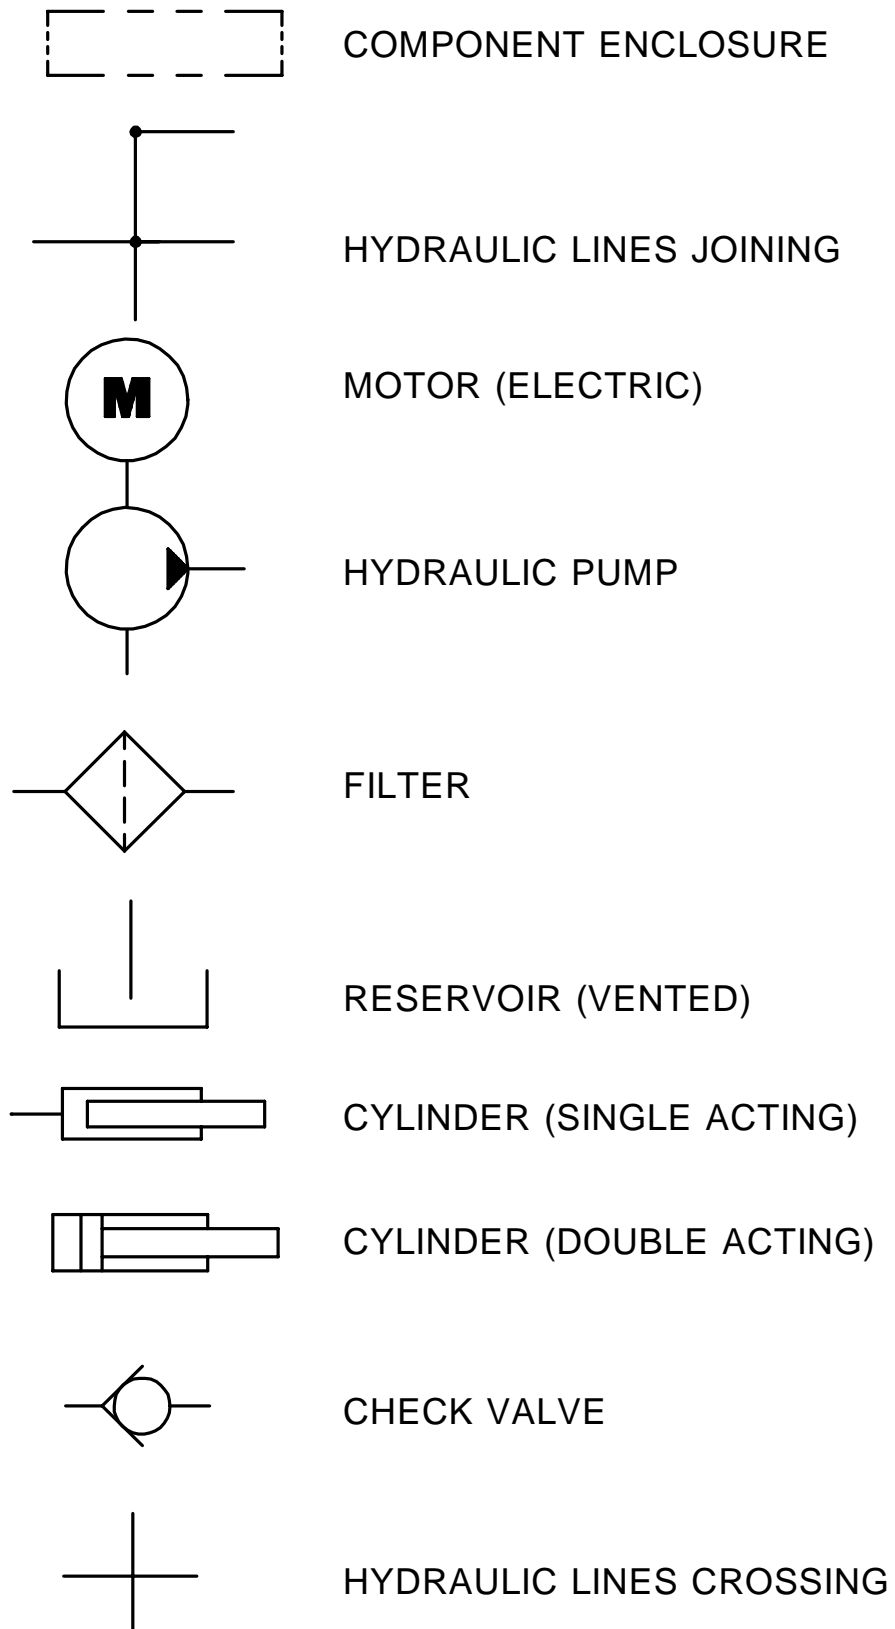 COMPONENT ENCLOSURE
HYDRAULIC LINES JOINING
M
MOTOR (ELECTRIC)
HYDRAULIC PUMP
FILTER
RESERVOIR (VENTED)
CYLINDER (SINGLE ACTING)
CYLINDER (DOUBLE ACTING)
CHECK VALVE
HYDRAULIC LINES CROSSING